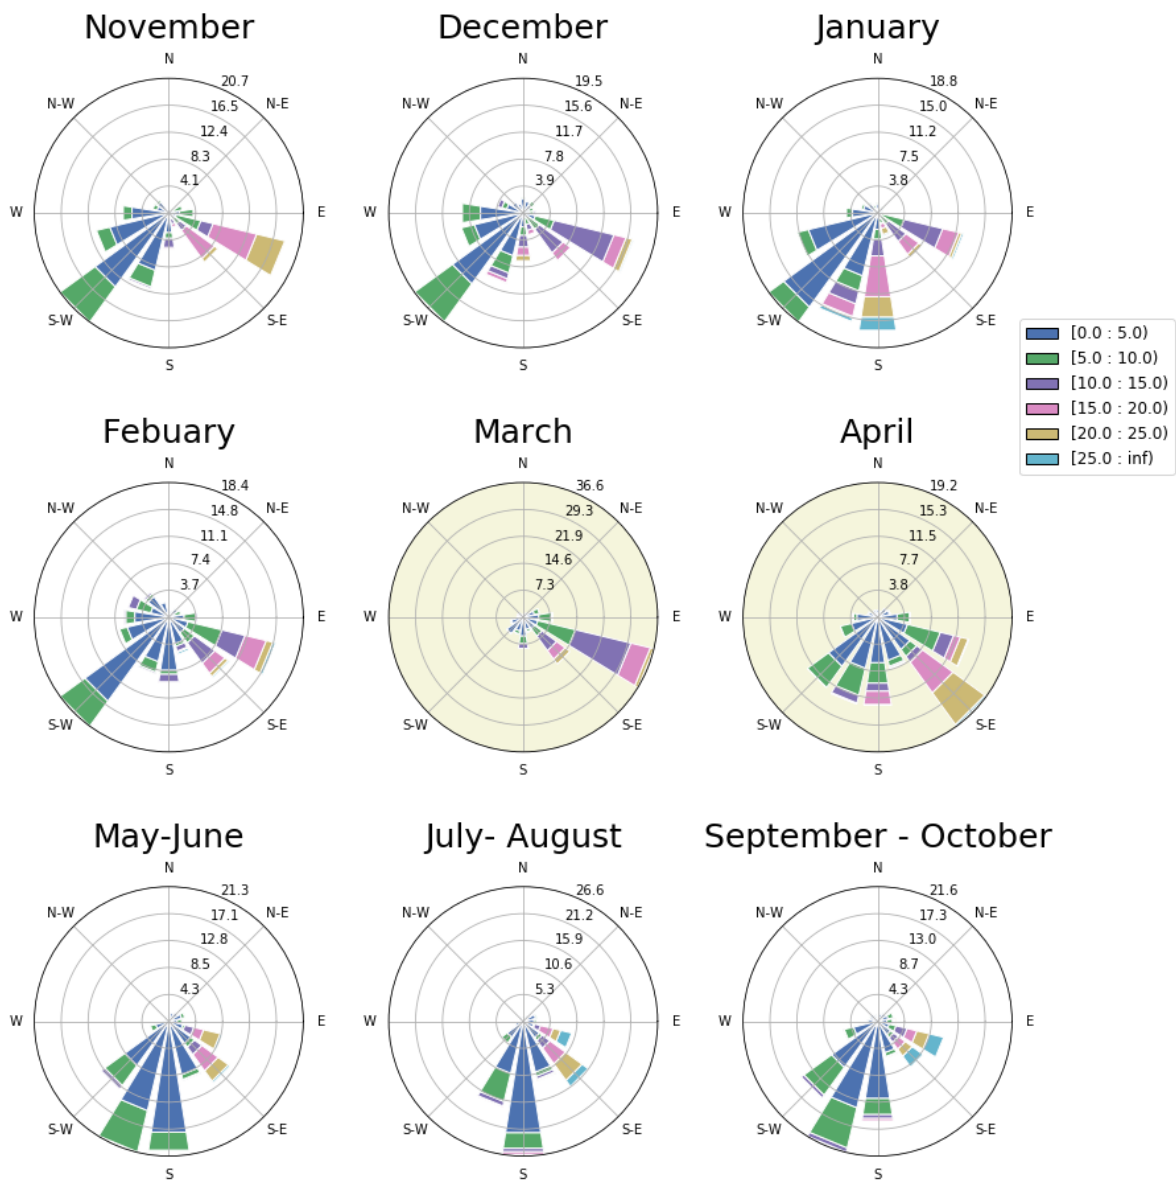 November December January
N N N
20.7 19.5 18.8
N-W 16.5 N-E N-W 15.6 N-E N-W 15.0 N-E
12.4 11.7 11.2
8.3 7.8 7.5
4.1 3.9 3.8
W E W E W E
S-W S-E S-W S-E S-W S-E
S S S
[0.0 : 5.0)
[5.0 : 10.0)
[10.0 : 15.0)
[15.0 : 20.0)
[20.0 : 25.0)
[25.0 : inf)
Febuary March April
N N N
18.4 36.6 19.2
N-W 14.8 N-E N-W 29.3 N-E N-W 15.3 N-E
11.1 21.9 11.5
7.4 14.6 7.7
3.7 7.3 3.8
W E W E W E
S-W S-E S-W S-E S-W S-E
S S S
May-June July- August September - October
N N N
21.3 26.6 21.6
N-W 17.1 N-E N-W 21.2 N-E N-W 17.3 N-E
12.8 15.9 13.0
8.5 10.6 8.7
4.3 5.3 4.3
W E W E W E
S-W S-E S-W S-E S-W S-E
S S S